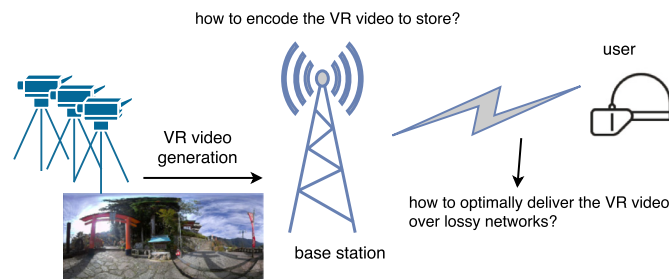 how to encode the VR video to store?
user
VR video
generation
how to optimally deliver the VR video
over lossy networks?
base station